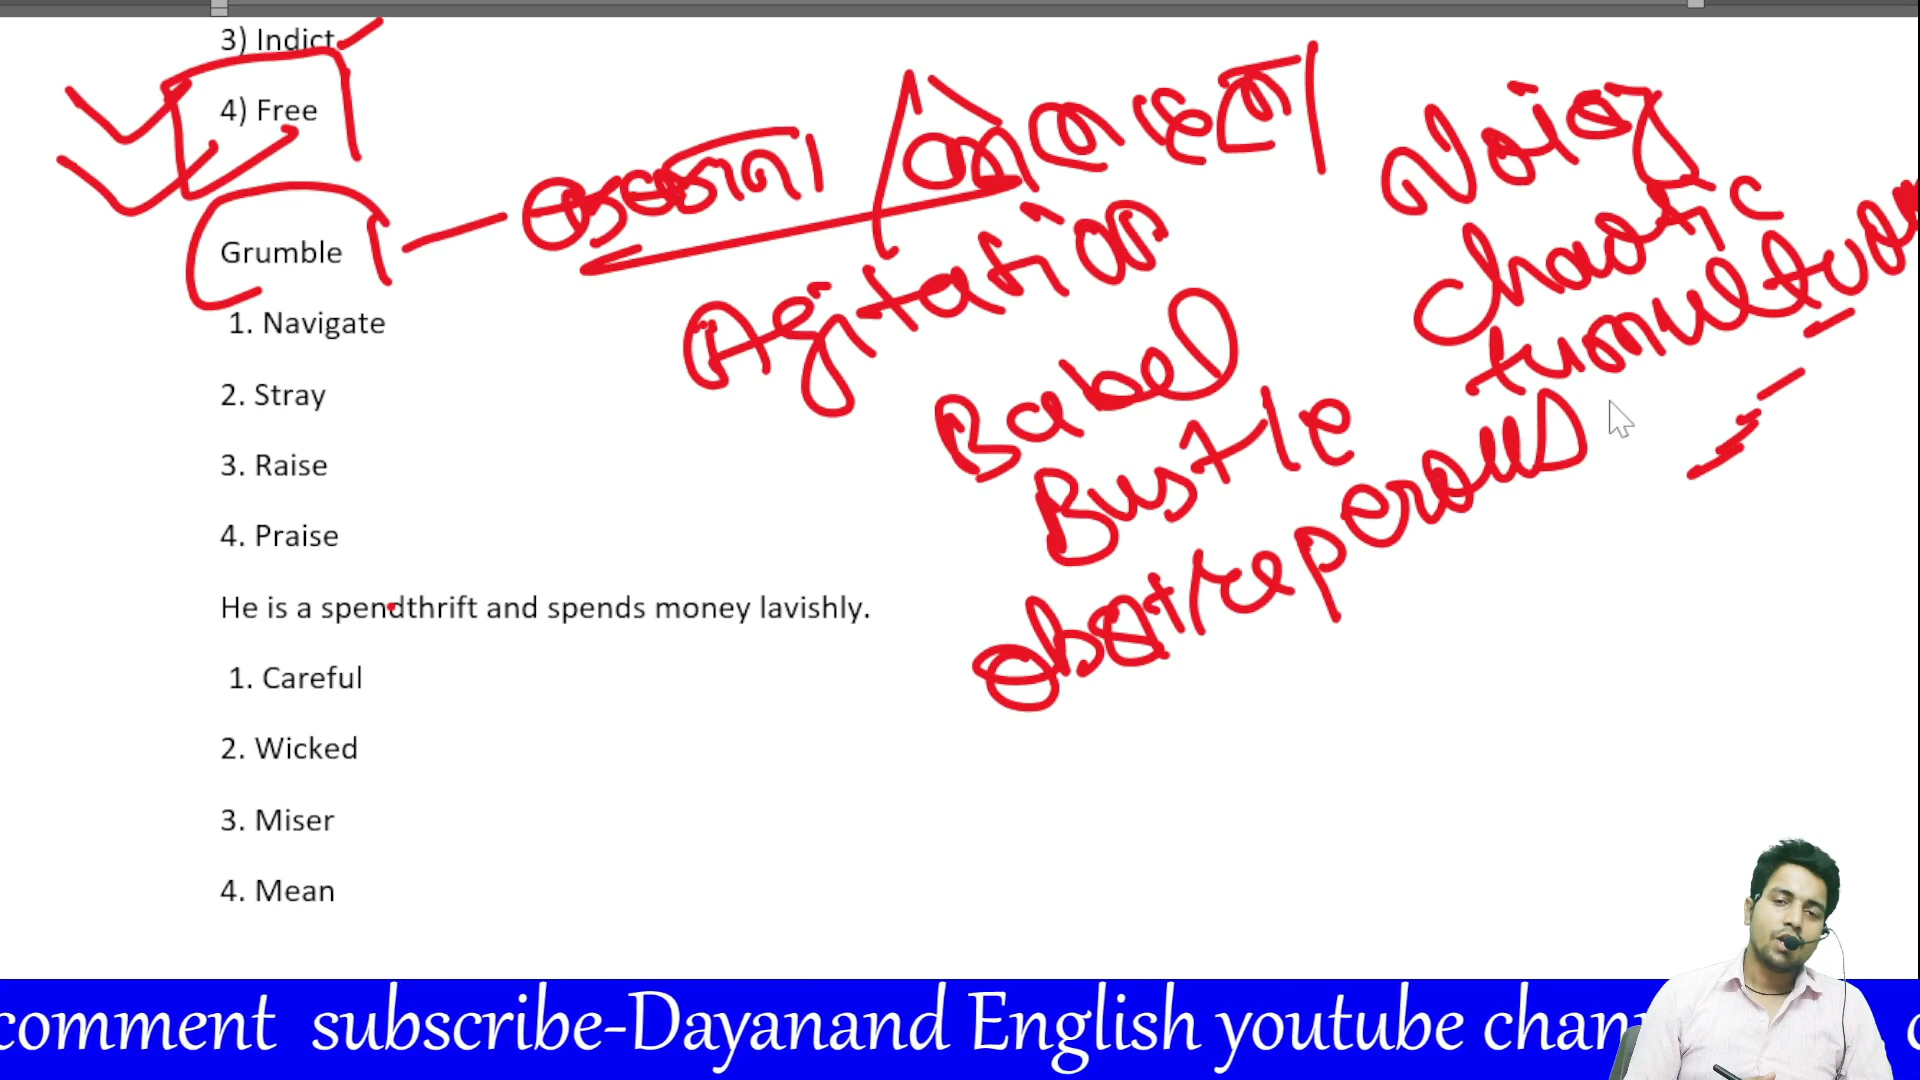 3) Indict
4) Free
Grumble
1. Navigate
2. Stray
3. Raise
4. Praise
He is a spendthrift and spends money lavishly.
1. Careful
2. Wicked
3. Miser
4. Mean
Agitation
Babel
Bustle
obstreperous
Noisy
chaotic
comment subscribe-Dayanand English youtube chan